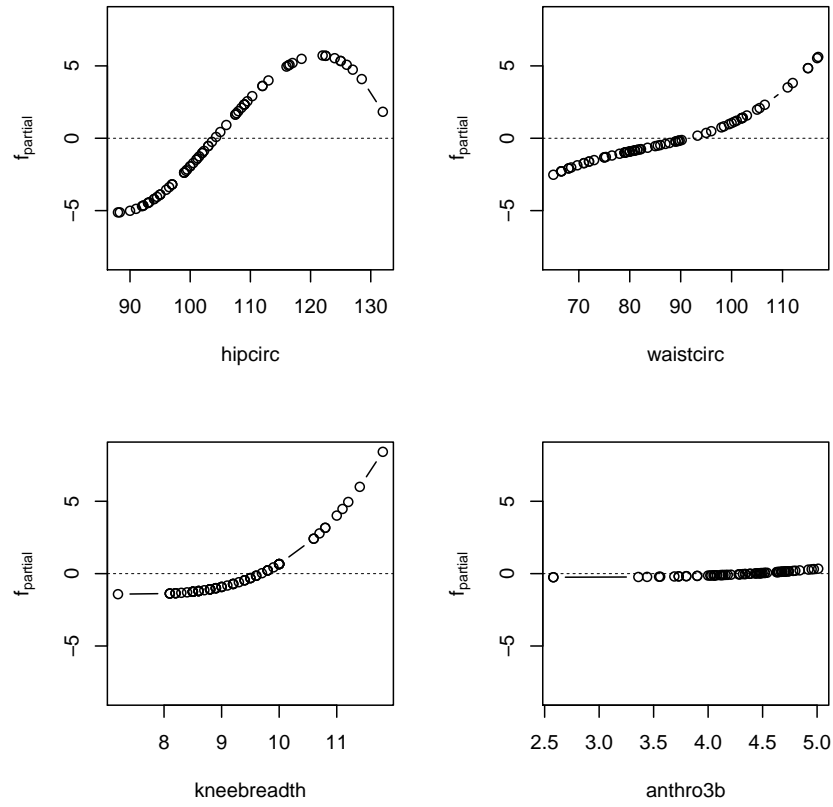 5
0
−5
f_partial
90 100 110 120 130
hipcirc
5
0
−5
f_partial
70 80 90 100 110
waistcirc
5
0
−5
f_partial
8 9 10 11
kneebreadth
5
0
−5
f_partial
2.5 3.0 3.5 4.0 4.5 5.0
anthro3b